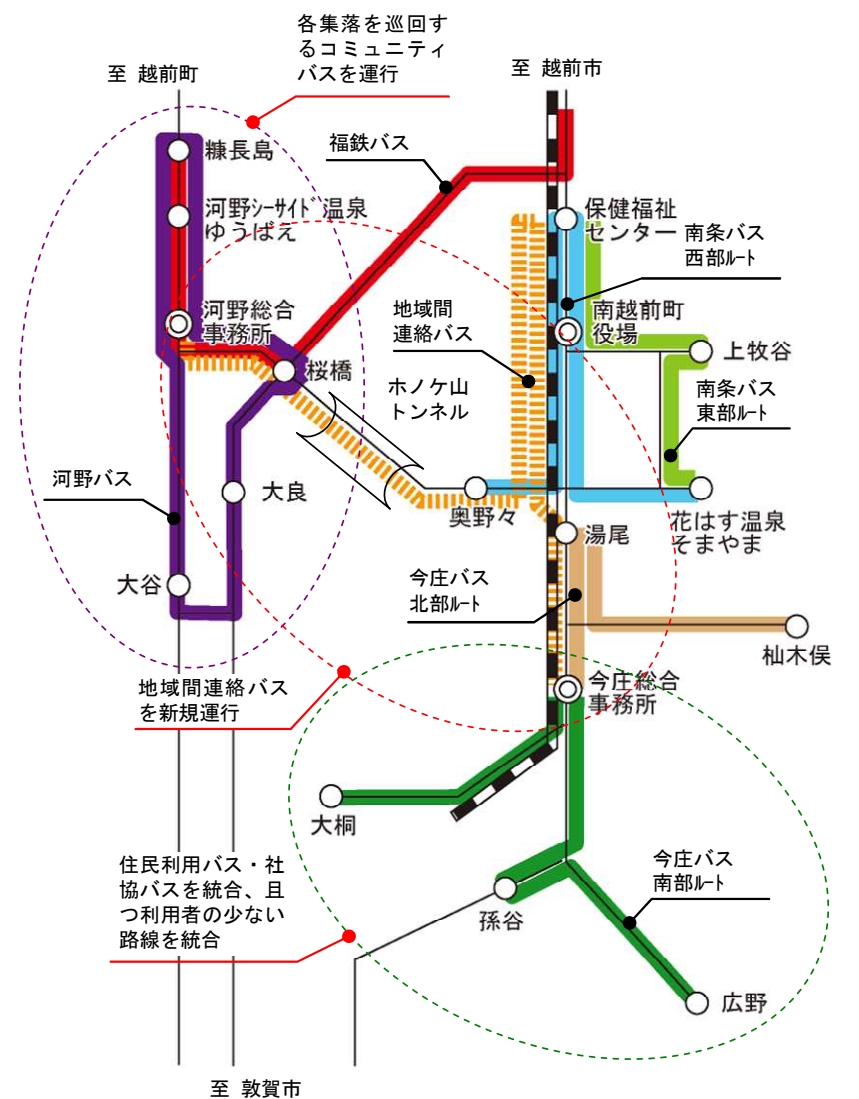 各集落を巡回す
るコミュニティ
バスを運行
至 越前町
至 越前市
福鉄バス
糠長島
河野シーサイド温泉
ゆうばえ
保健福祉
センター
南条バス
西部ルート
河野総合
事務所
地域間
連絡バス
南越前町
役場
上牧谷
桜橋
ホノケ山
トンネル
南条バス
東部ルート
河野バス
大良
奥野々
花はす温泉
そまやま
湯尾
大谷
今庄バス
北部ルート
杣木俣
地域間連絡バス
を新規運行
今庄総合
事務所
大桐
住民利用バス・社
協バスを統合、且
つ利用者の少ない
路線を統合
今庄バス
南部ルート
孫谷
広野
至 敦賀市